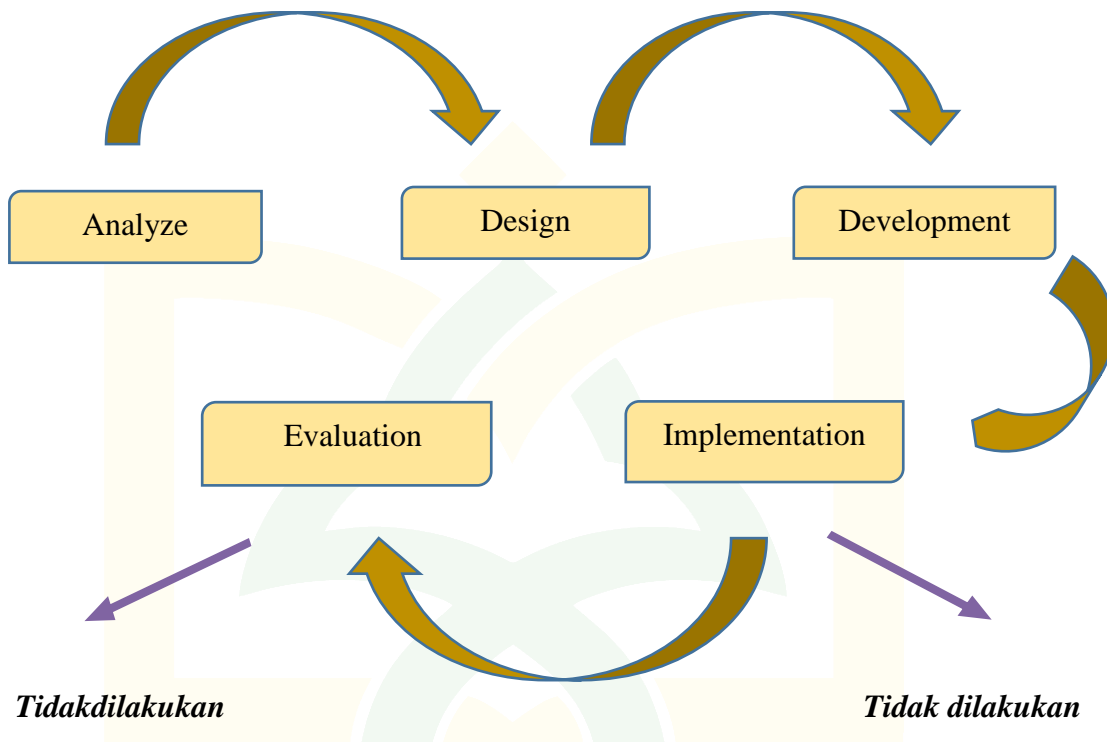 Analyze
Design
Development
Evaluation
Implementation
Tidakdilakukan
Tidak dilakukan